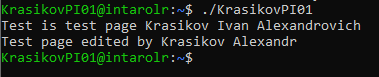 KrasikovPI01@intarolr:~$ ./KrasikovPI01
Test is test page Krasikov Ivan Alexandrovich
Test page edited by Krasikov Alexandr
KrasikovPI01@intarolr:~$